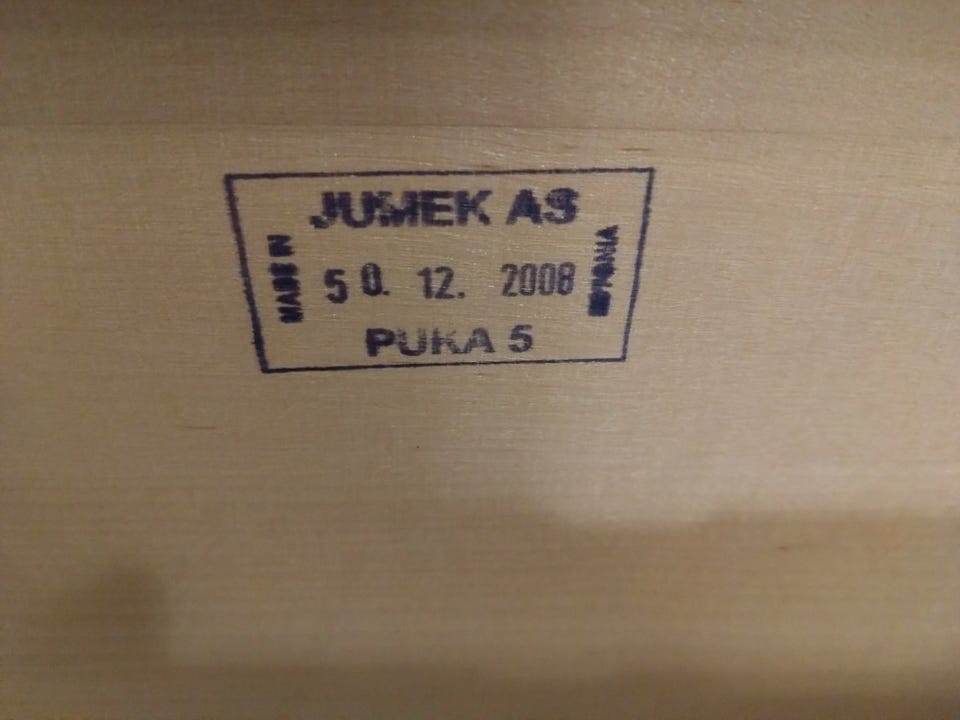 JUMEK AS
MADE IN
50. 12. 2008
ESTONIA
PUKA 5